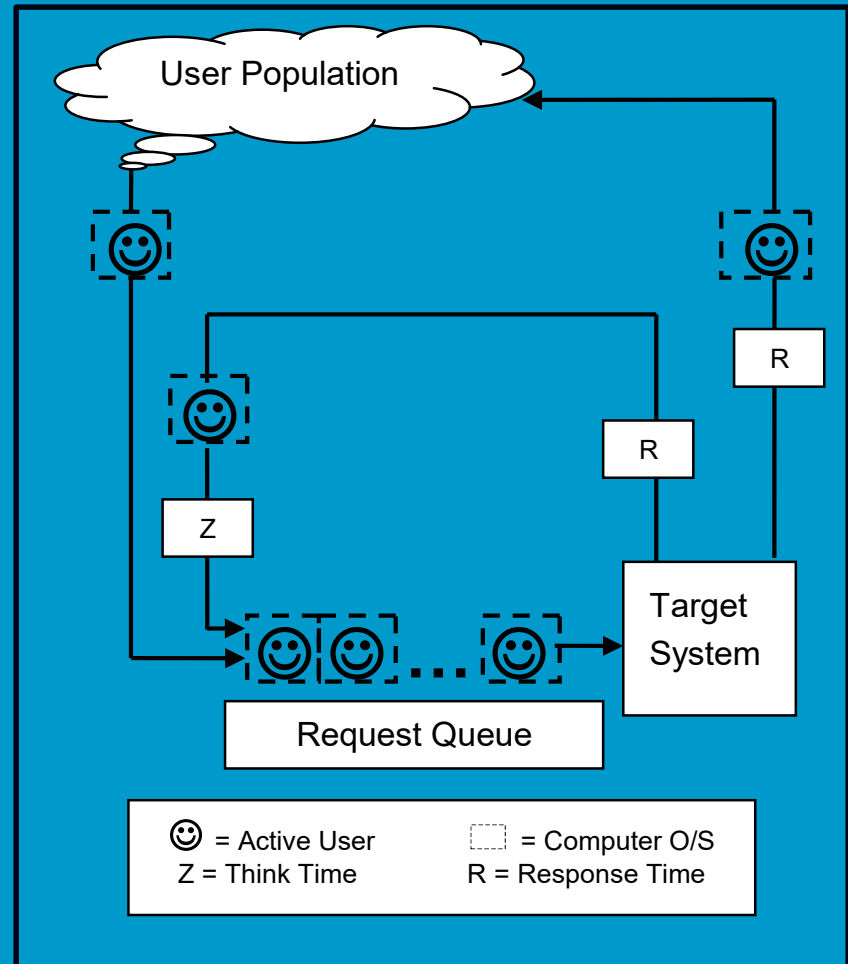 User Population
R
R
Z
Target
System
...
Request Queue
= Active User
= Computer O/S
Z = Think Time
R = Response Time